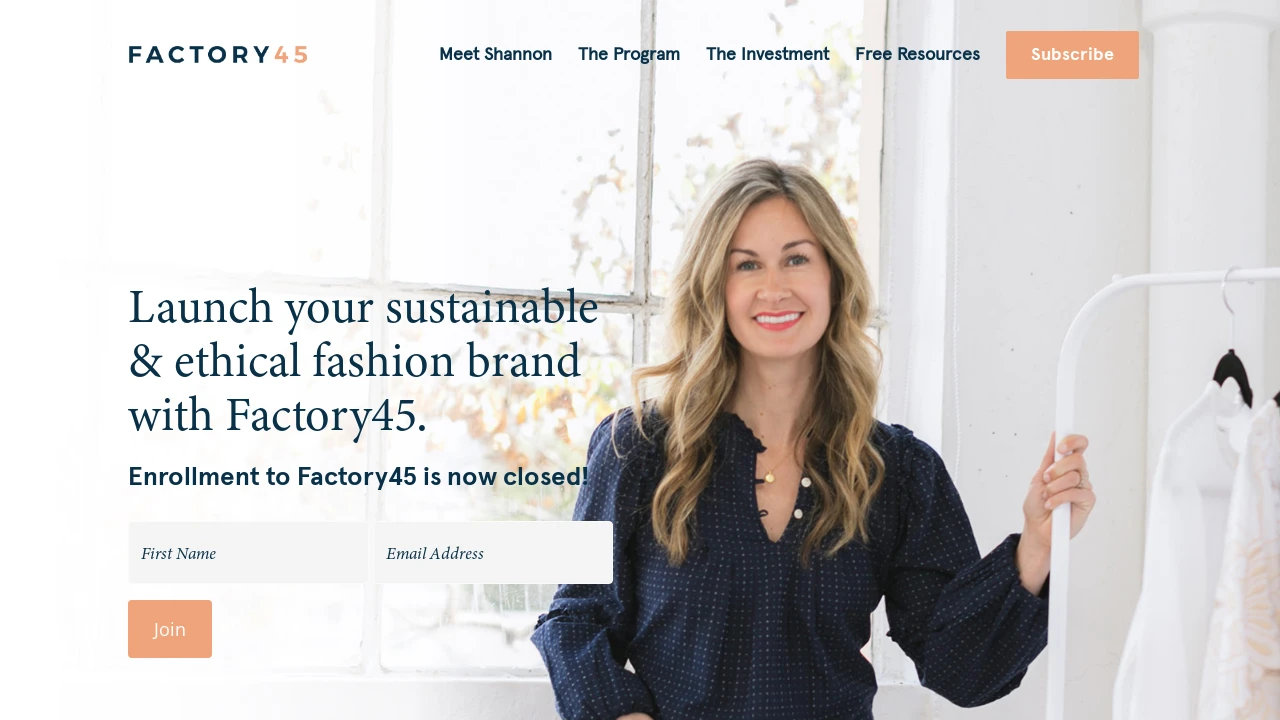 FACTORY45
Meet Shannon
The Program
The Investment
Free Resources
Subscribe
Launch your sustainable
& ethical fashion brand
with Factory45.
Enrollment to Factory45 is now closed!
First Name
Email Address
Join